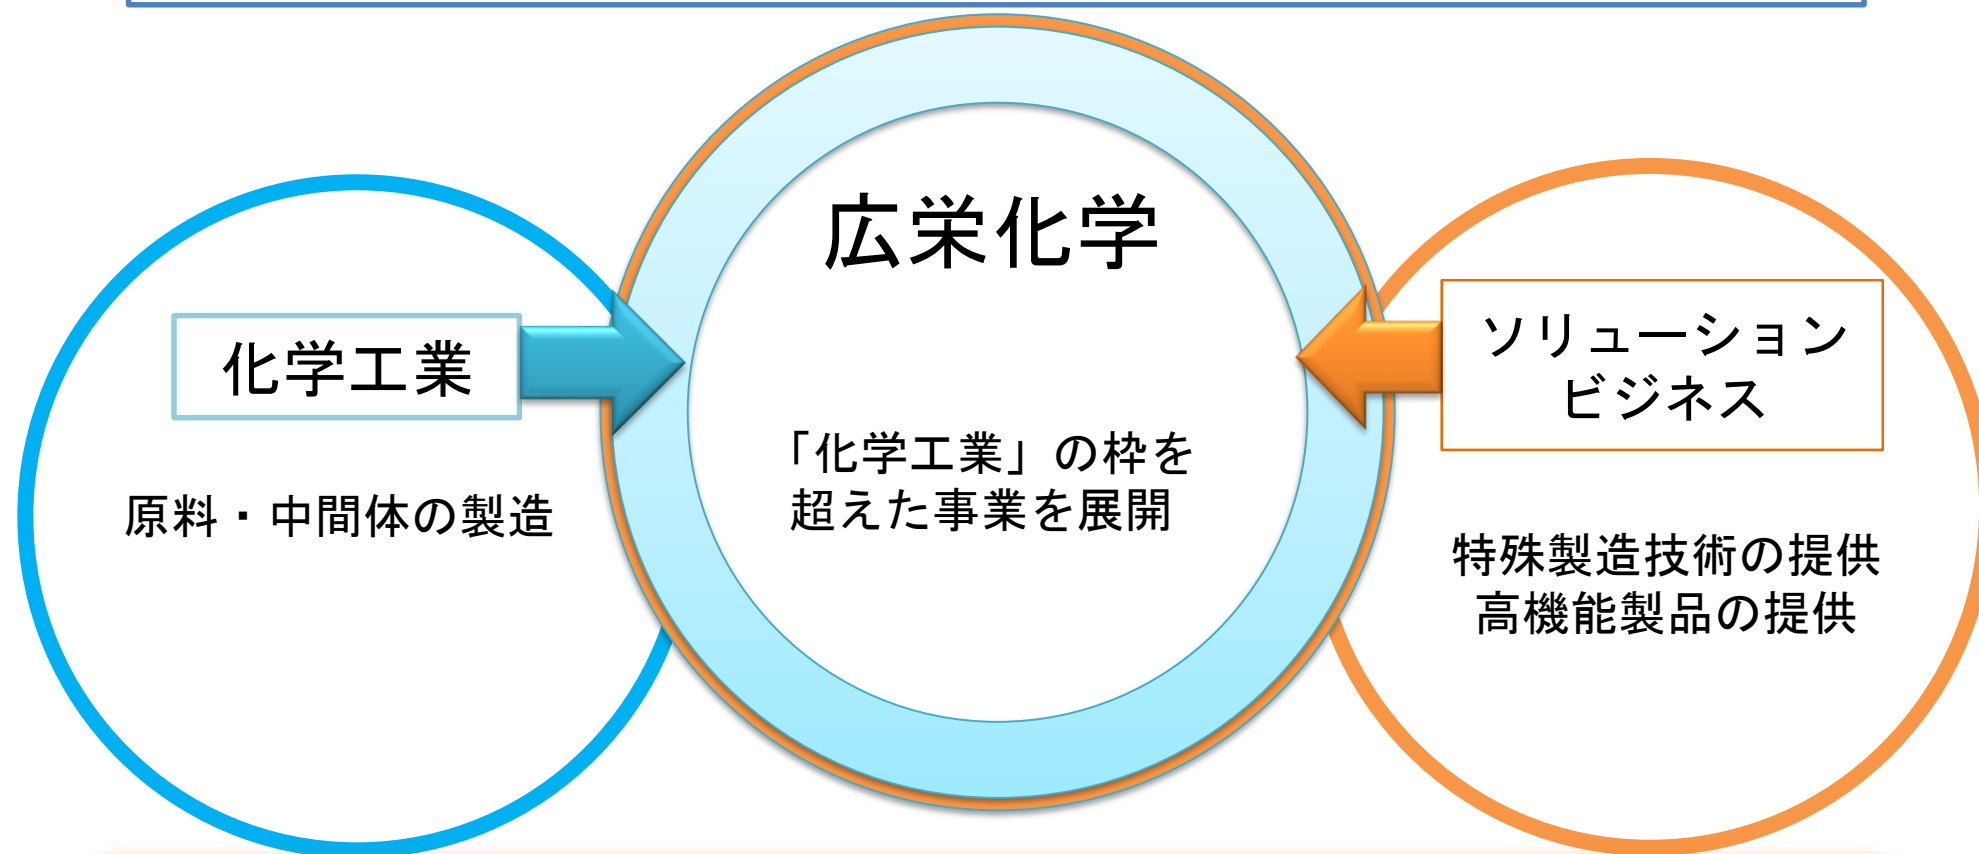 広栄化学
化学工業
原料・中間体の製造
「化学工業」の枠を
超えた事業を展開
ソリューション
ビジネス
特殊製造技術の提供
高機能製品の提供